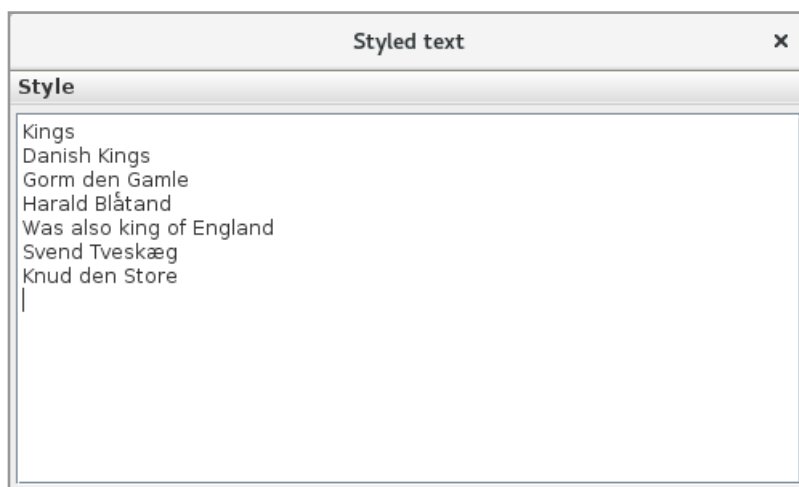 Styled text ×
Style
Kings
Danish Kings
Gorm den Gamle
Harald Blåtand
Was also king of England
Svend Tveskæg
Knud den Store